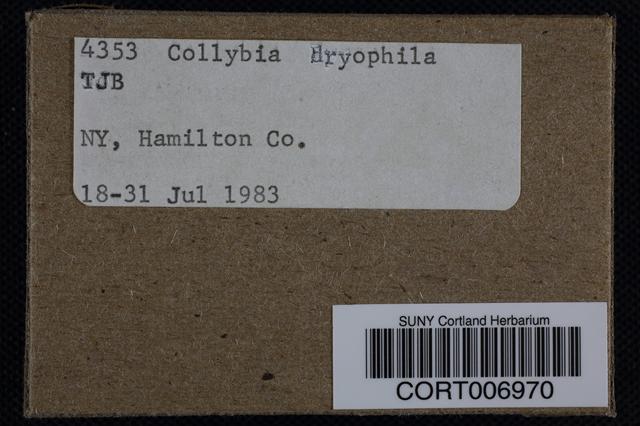 4353 Collybia dryophila
TJB
NY, Hamilton Co.
18-31 Jul 1983
SUNY Cortland Herbarium
CORT006970